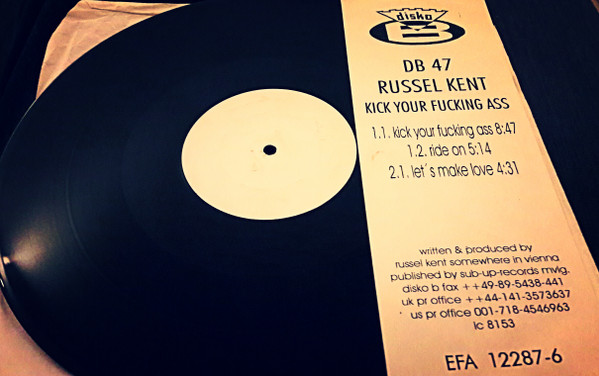 disko
B
DB 47
RUSSEL KENT
KICK YOUR FUCKING ASS
1.1. kick your fucking ass 8:47
1.2. ride on 5:14
2.1. let´s make love 4:31
written & produced by
russel kent somewhere in vienna
published by sub-up-records mvlg.
disko b fax ++49-89-5438-441
uk pr office ++44-141-3573637
us pr office 001-718-4546963
lc 8153
EFA 12287-6